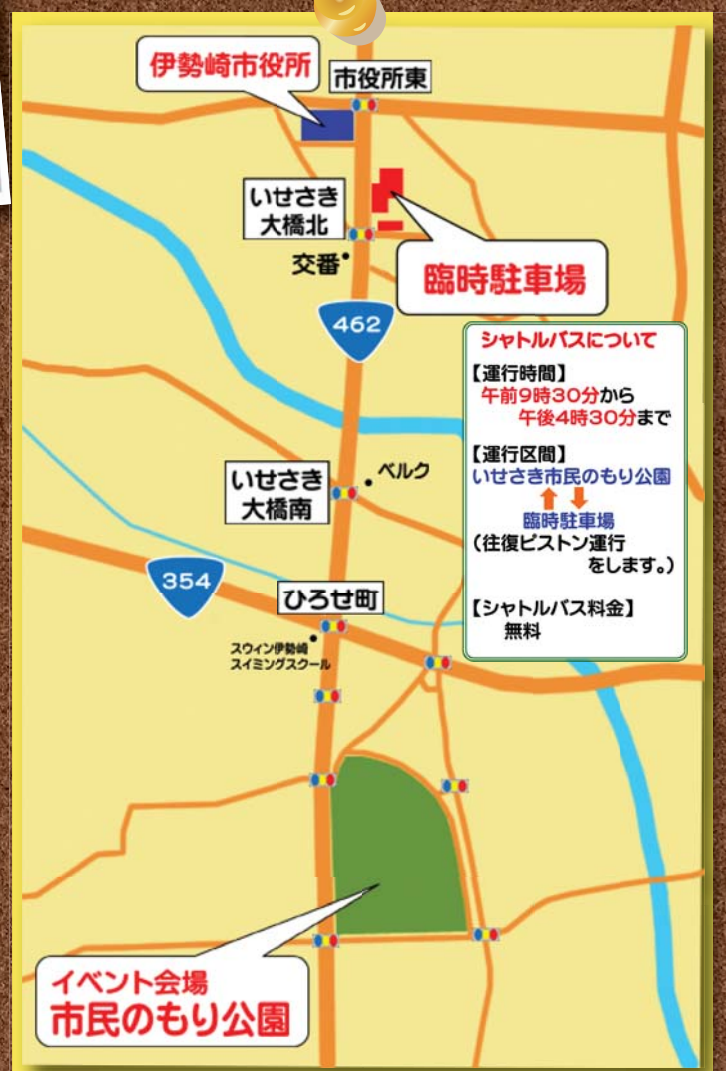 伊勢崎市役所
市役所東
いせさき
大橋北
交番
臨時駐車場
462
シャトルバスについて
【運行時間】
午前9時30分から
午後4時30分まで
【運行区間】
いせさき市民のもり公園
臨時駐車場
（往復ピストン運行
をします。）
【シャトルバス料金】
無料
いせさき
大橋南
ベルク
354
ひろせ町
スウィン伊勢崎
スイミングスクール
イベント会場
市民のもり公園